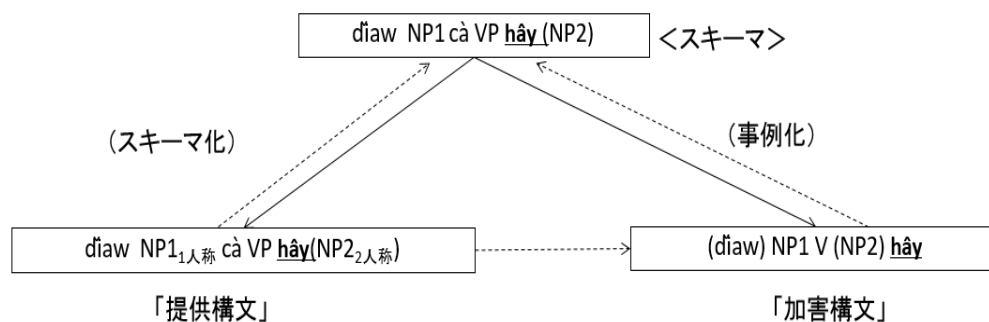 dǐaw NP1 cà VP hây (NP2) ＜スキーマ＞
（スキーマ化）
（事例化）
dǐaw NP1₁人称 cà VP hây(NP2₂人称)
(dǐaw) NP1 V (NP2) hây
「提供構文」
「加害構文」